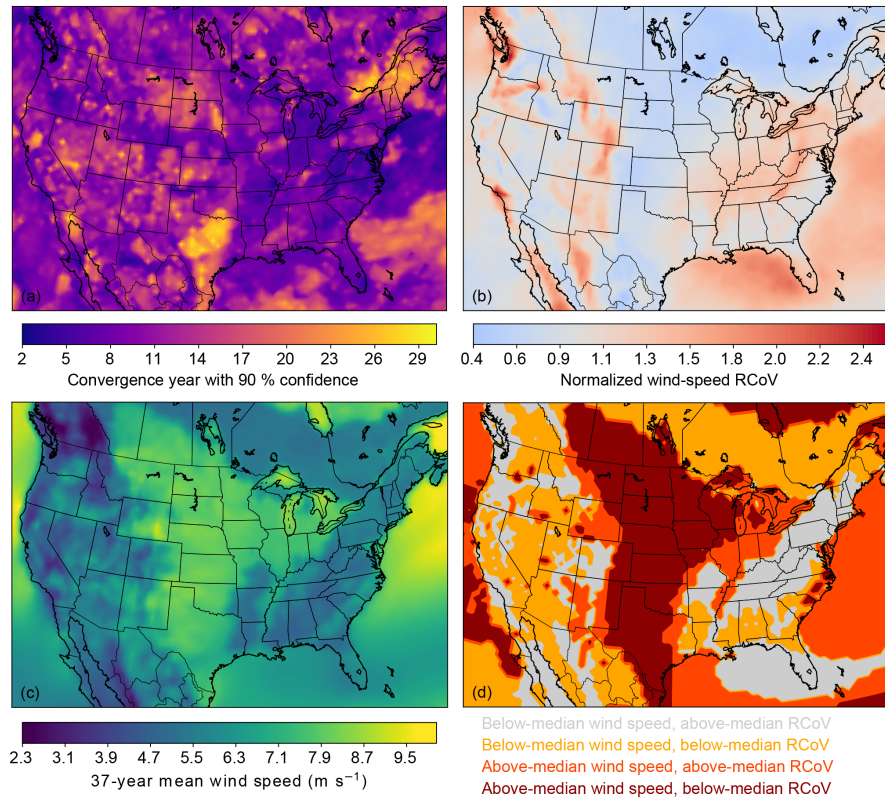 (a)
(b)
2 5 8 11 14 17 20 23 26 29
Convergence year with 90 % confidence
0.4 0.6 0.9 1.1 1.3 1.5 1.8 2.0 2.2 2.4
Normalized wind-speed RCoV
(c)
(d)
2.3 3.1 3.9 4.7 5.5 6.3 7.1 7.9 8.7 9.5
37-year mean wind speed (m s⁻¹)
Below-median wind speed, above-median RCoV
Below-median wind speed, below-median RCoV
Above-median wind speed, above-median RCoV
Above-median wind speed, below-median RCoV